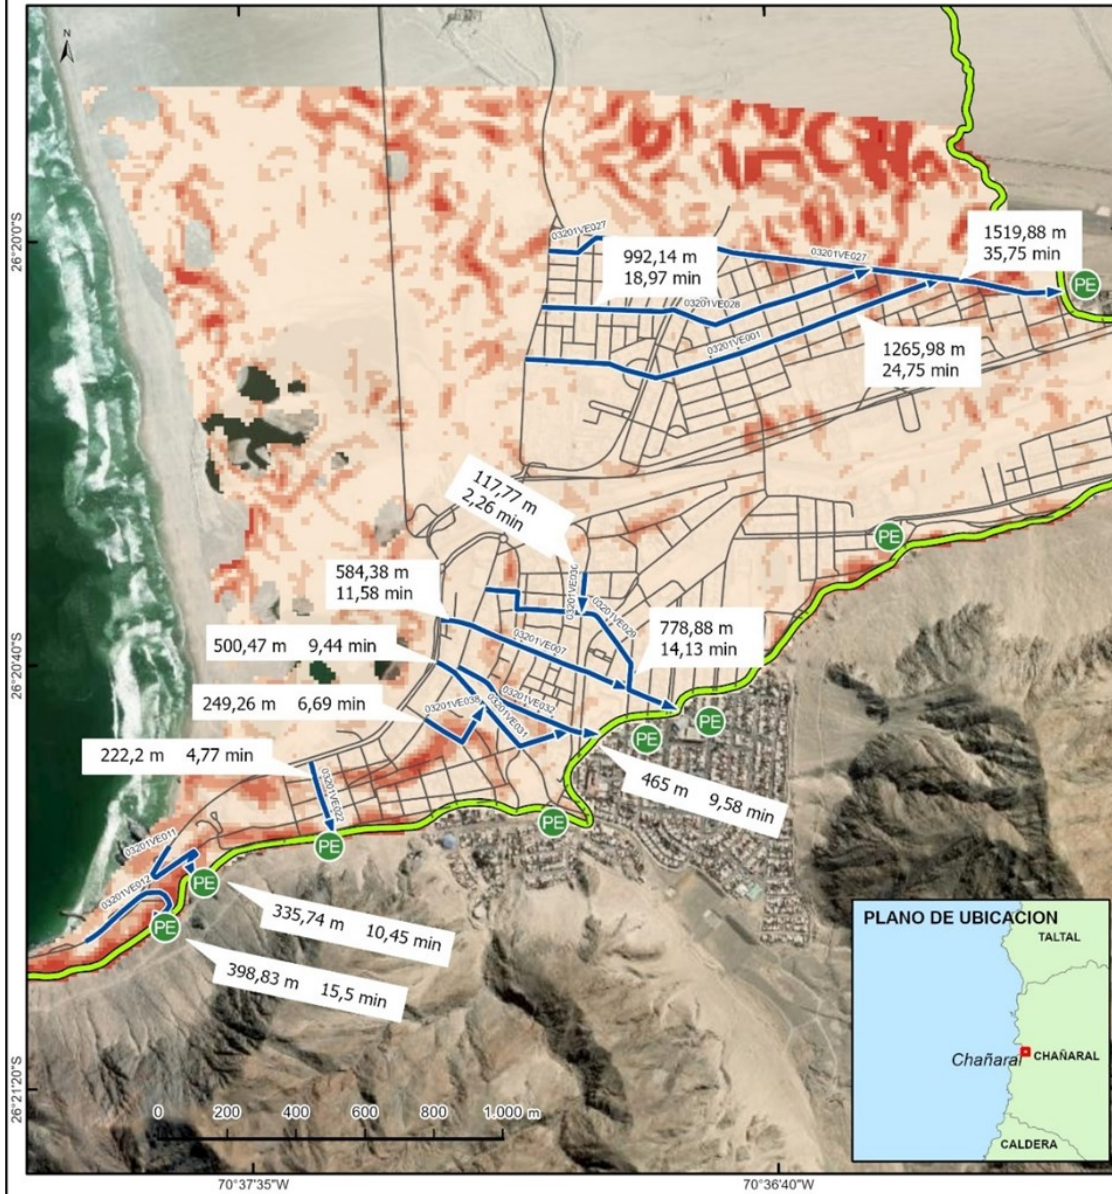 N
03201VE027
992,14 m
18,97 min
1519,88 m
35,75 min
03201VE027
PE
03201VE028
03201VE001
1265,98 m
24,75 min
26°20'0"S
117,77 m
2,26 min
PE
584,38 m
11,58 min
03201VE030
03201VE029
778,88 m
14,13 min
500,47 m 9,44 min
03201VE007
26°20'40"S
249,26 m 6,69 min
03201VE038
03201VE032
03201VE031
PE
PE
222,2 m 4,77 min
465 m 9,58 min
03201VE022
PE
PE
03201VE011
03201VE012
PE
PE
335,74 m 10,45 min
398,83 m 15,5 min
PLANO DE UBICACION
TALTAL
Chañaral
CHAÑARAL
CALDERA
26°21'20"S
0 200 400 600 800 1.000 m
70°37'35"W
70°36'40"W